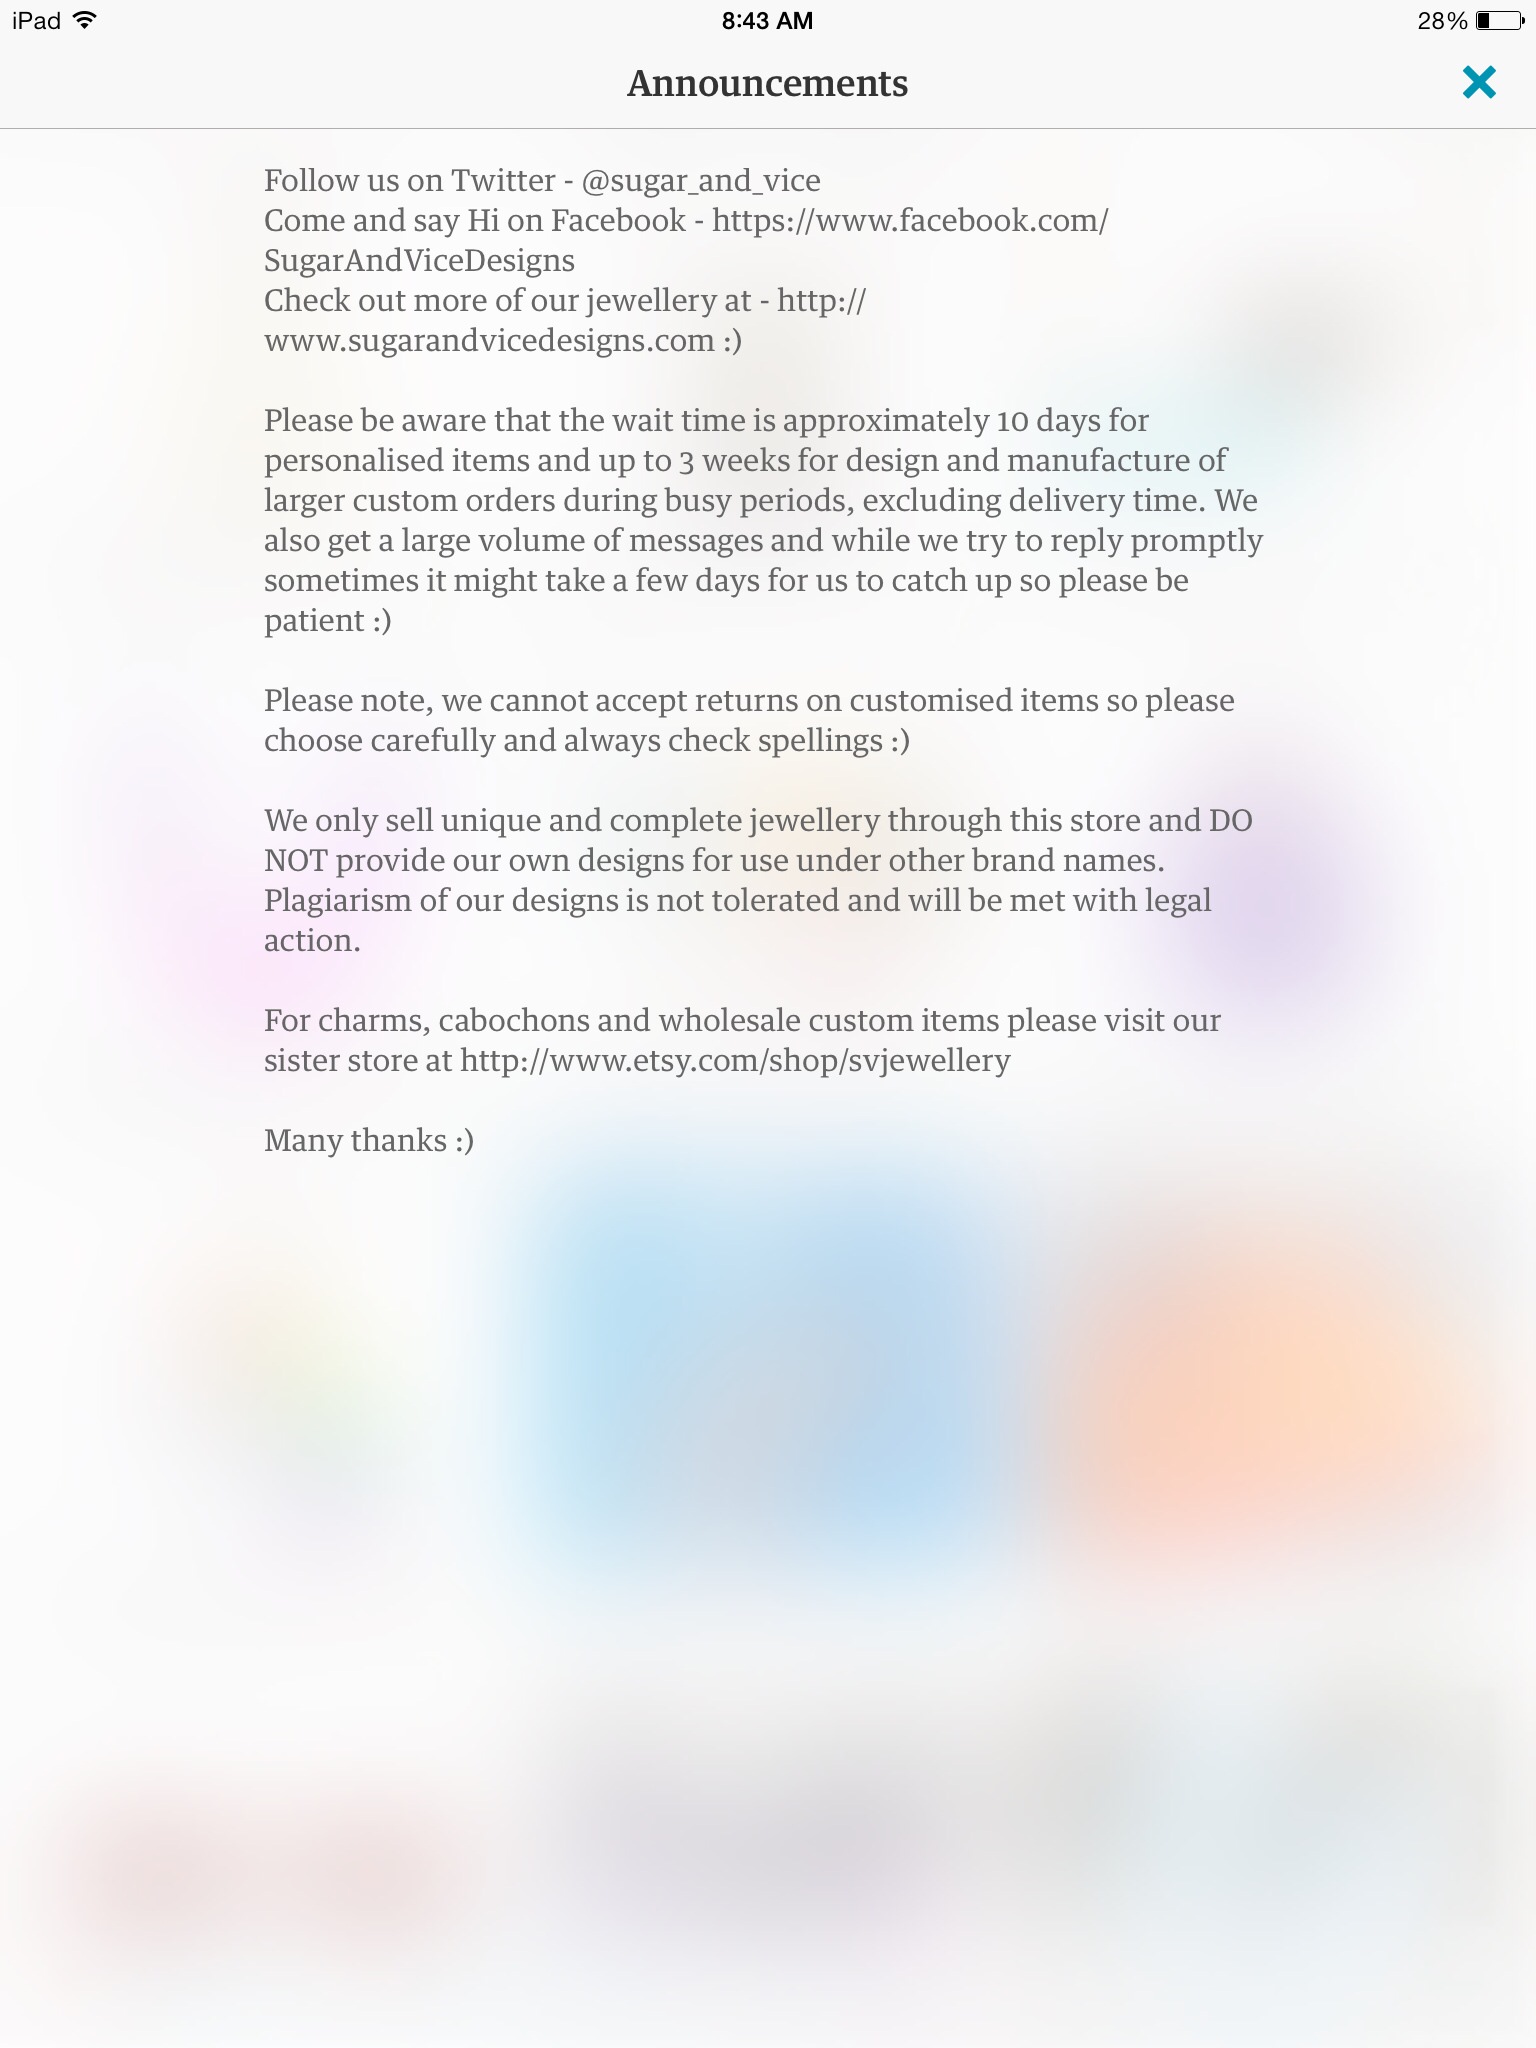 iPad 8:43 AM 28%
Announcements
Follow us on Twitter - @sugar_and_vice
Come and say Hi on Facebook - https://www.facebook.com/
SugarAndViceDesigns
Check out more of our jewellery at - http://
www.sugarandvicedesigns.com :)
Please be aware that the wait time is approximately 10 days for
personalised items and up to 3 weeks for design and manufacture of
larger custom orders during busy periods, excluding delivery time. We
also get a large volume of messages and while we try to reply promptly
sometimes it might take a few days for us to catch up so please be
patient :)
Please note, we cannot accept returns on customised items so please
choose carefully and always check spellings :)
We only sell unique and complete jewellery through this store and DO
NOT provide our own designs for use under other brand names.
Plagiarism of our designs is not tolerated and will be met with legal
action.
For charms, cabochons and wholesale custom items please visit our
sister store at http://www.etsy.com/shop/svjewellery
Many thanks :)